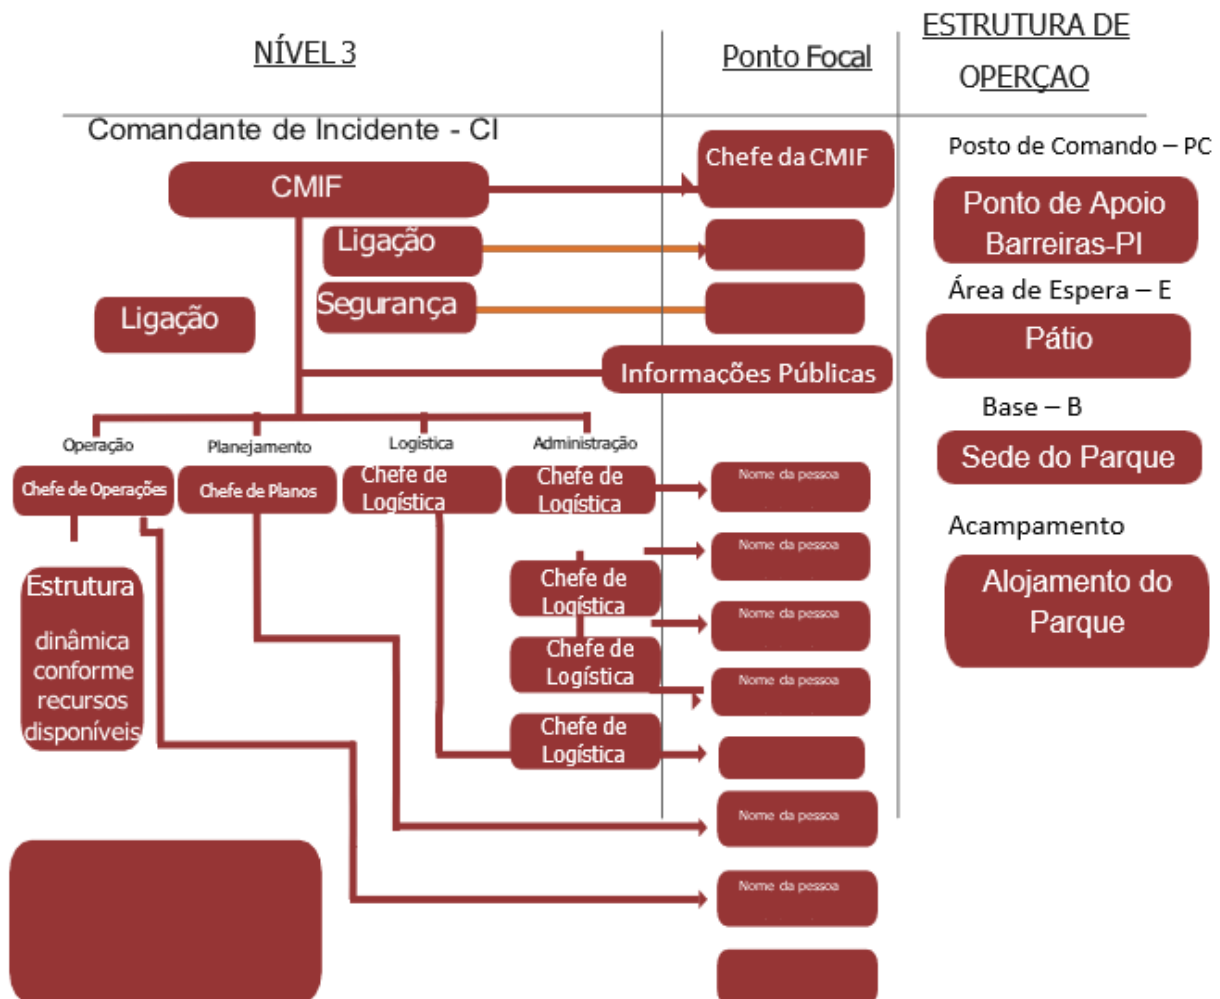 NÍVEL 3
Ponto Focal
ESTRUTURA DE
OPERÇAO
Comandante de Incidente - CI
CMIF
Chefe da CMIF
Ligação
Segurança
Ligação
Informações Públicas
Operação
Planejamento
Logística
Administração
Chefe de Operações
Chefe de Planos
Chefe de
Logística
Chefe de
Logística
Nome da pessoa
Nome da pessoa
Chefe de
Logística
Nome da pessoa
Chefe de
Logística
Nome da pessoa
Chefe de
Logística
Nome da pessoa
Nome da pessoa
Estrutura
dinâmica
conforme
recursos
disponíveis
Posto de Comando – PC
Ponto de Apoio
Barreiras-PI
Área de Espera – E
Pátio
Base – B
Sede do Parque
Acampamento
Alojamento do
Parque